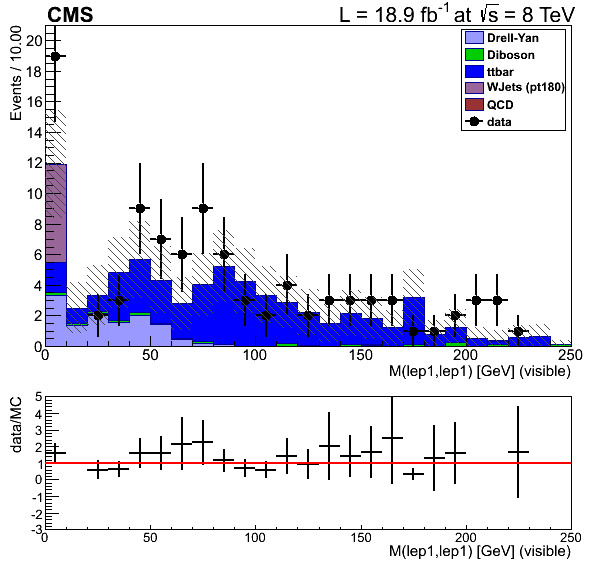 CMS
L = 18.9 fb⁻¹ at √s = 8 TeV
Events / 10.00
20
18
16
14
12
10
8
6
4
2
0
Drell-Yan
Diboson
ttbar
WJets (pt180)
QCD
data
0 50 100 150 200 250
M(lep1,lep1) [GeV] (visible)
data/MC
5
4
3
2
1
0
-1
-2
-3
0 50 100 150 200 250
M(lep1,lep1) [GeV] (visible)